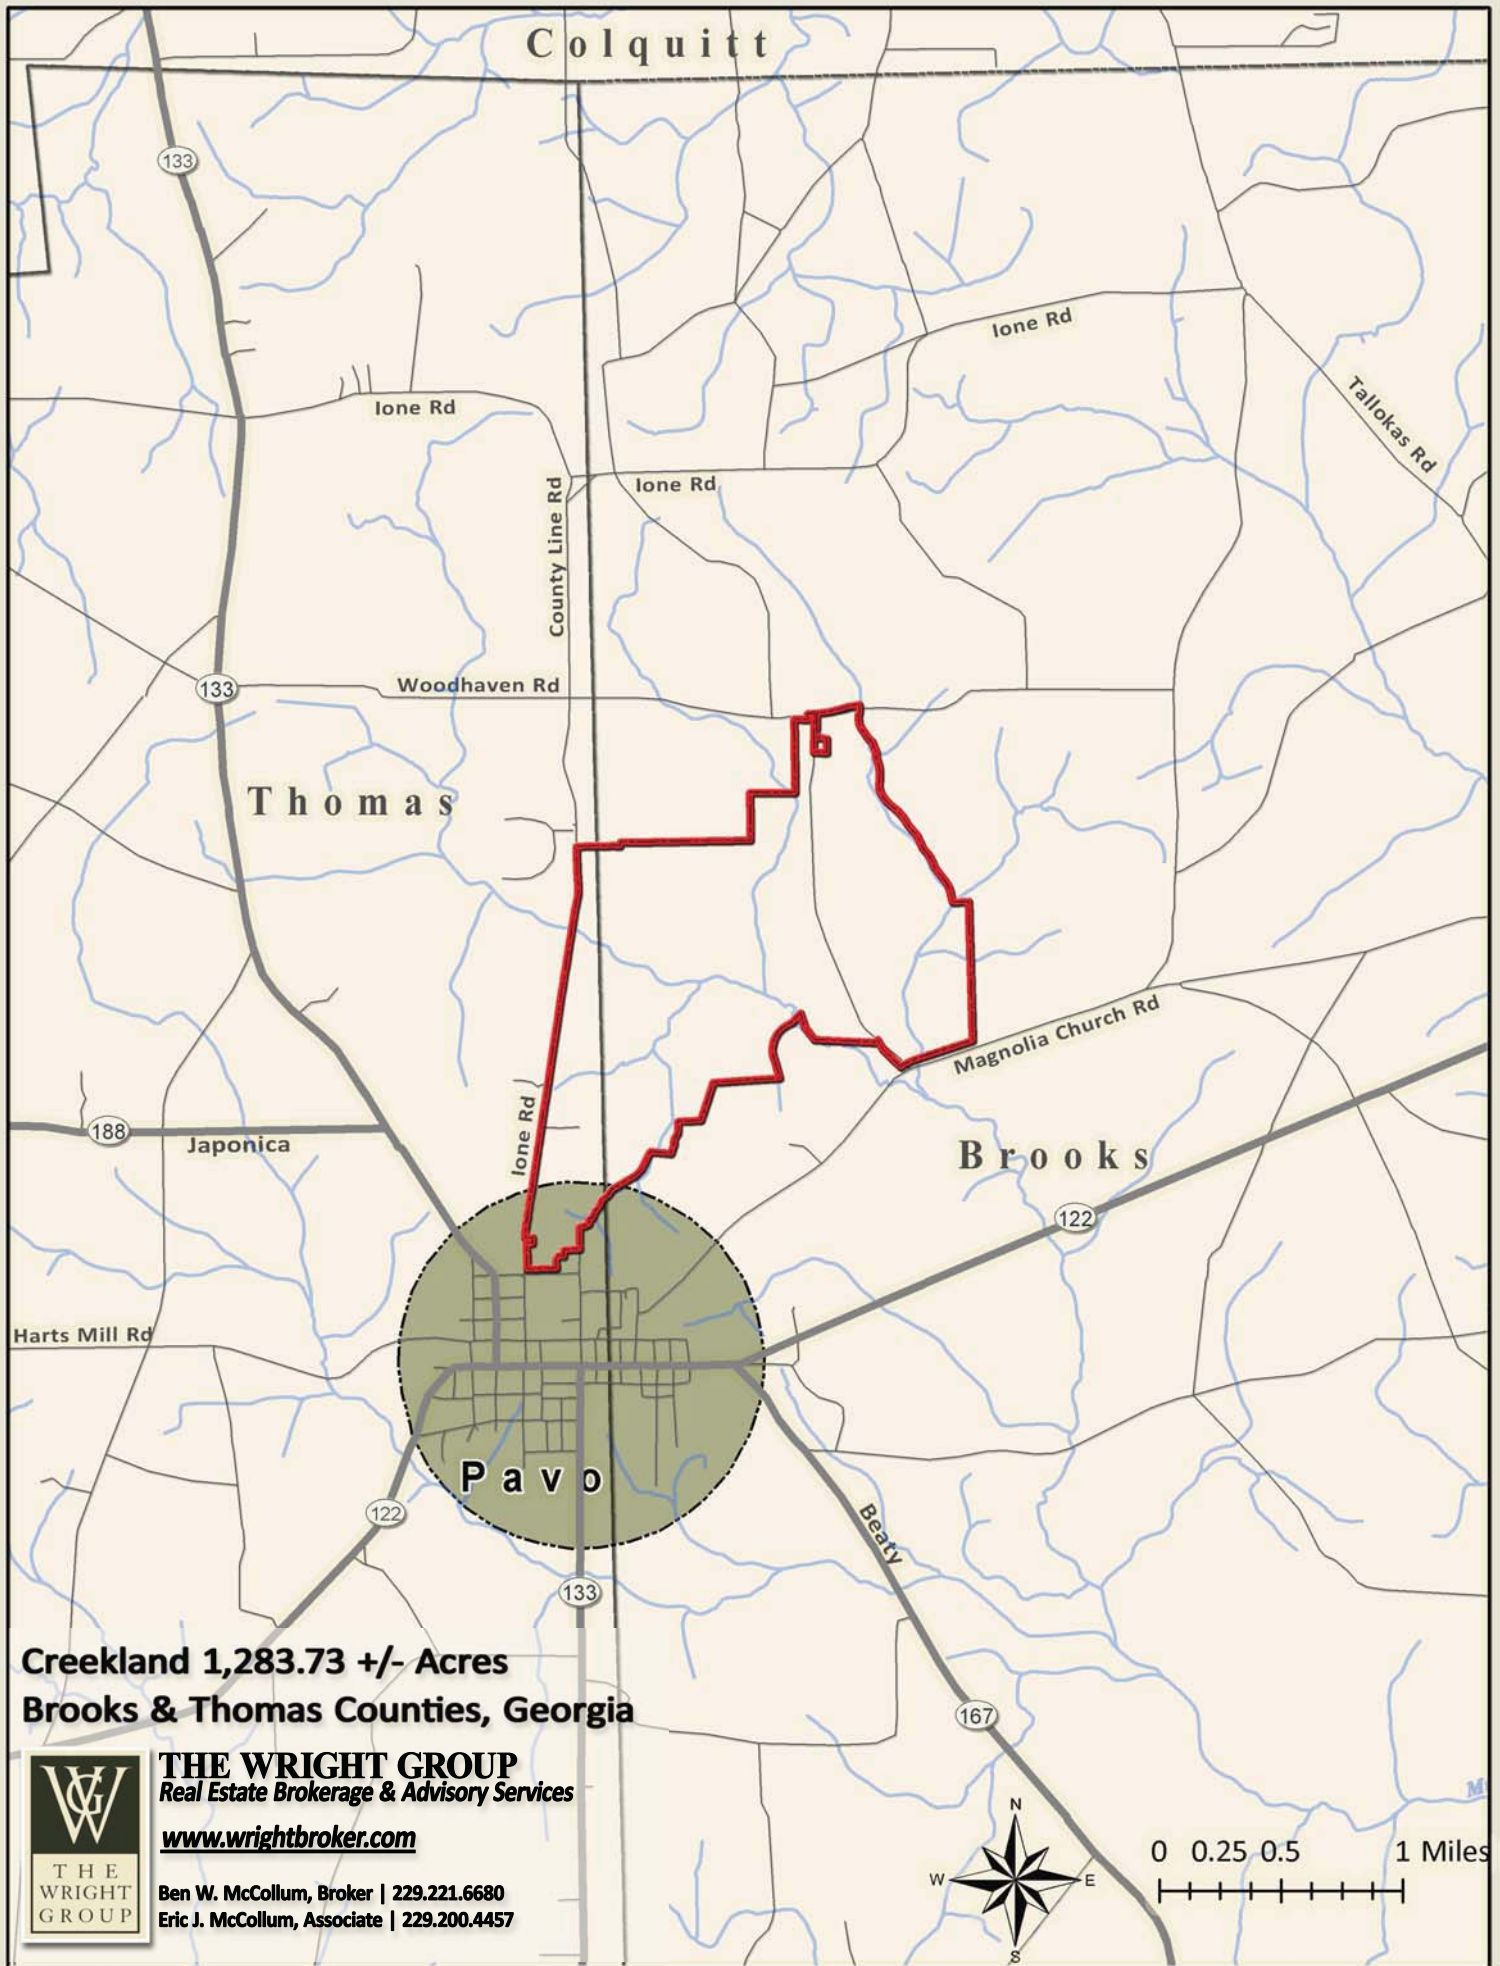 Colquitt
133
Ione Rd
Tallokas Rd
Ione Rd
Ione Rd
County Line Rd
Woodhaven Rd
133
Thomas
Magnolia Church Rd
Ione Rd
188
Japonica
Brooks
122
Harts Mill Rd
Pavo
122
Beaty
133
167
Creekland 1,283.73 +/- Acres
Brooks & Thomas Counties, Georgia
THE WRIGHT GROUP
Real Estate Brokerage & Advisory Services
www.wrightbroker.com
Ben W. McCollum, Broker | 229.221.6680
Eric J. McCollum, Associate | 229.200.4457
WG
THE
WRIGHT
GROUP
N
W E
S
0 0.25 0.5 1 Miles